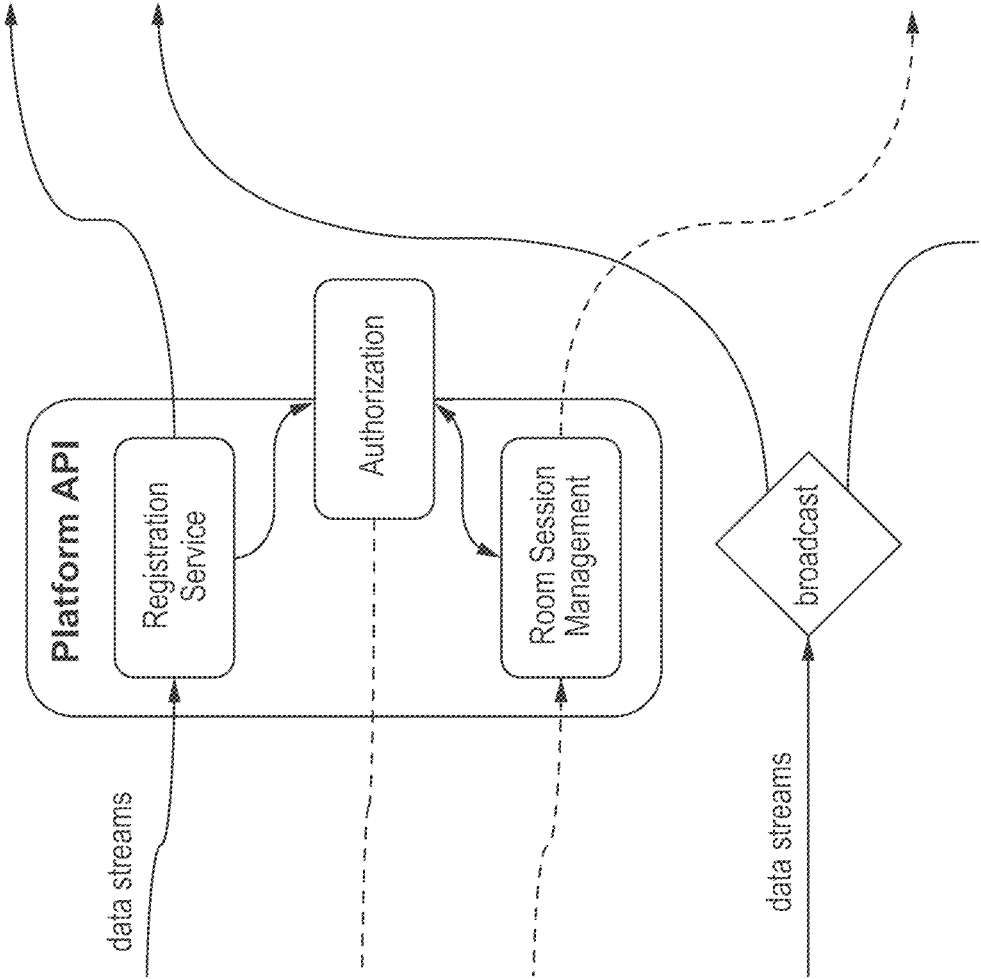 data streams
Platform API
Registration
Service
Authorization
Room Session
Management
data streams
broadcast